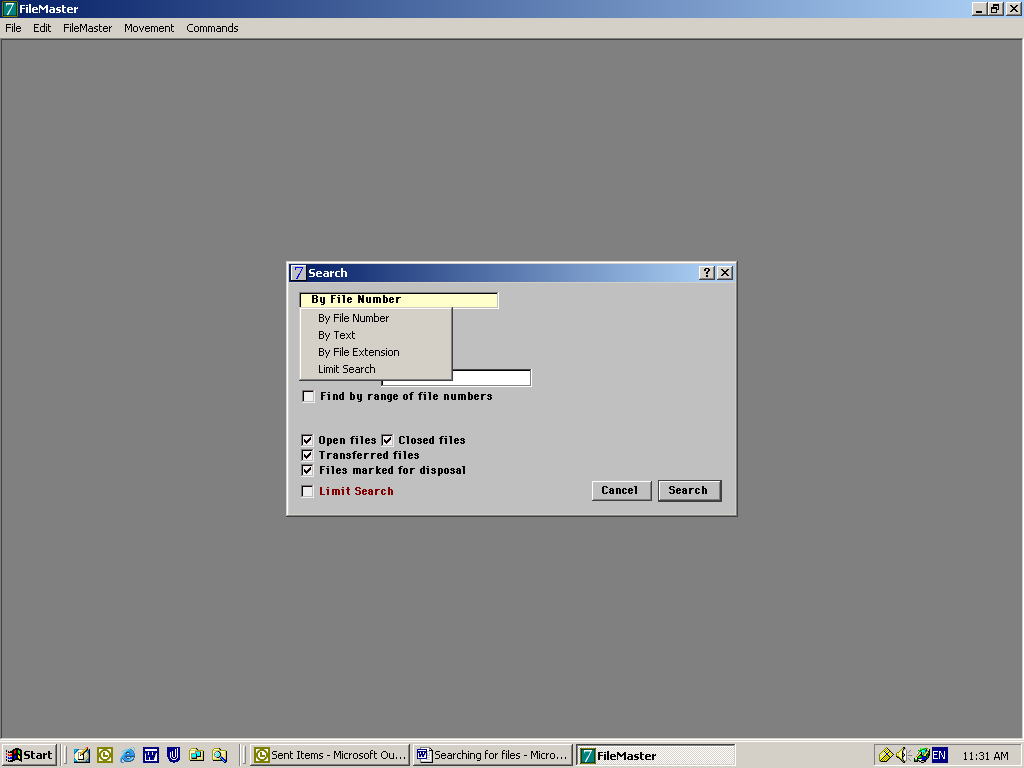 FileMaster
File Edit FileMaster Movement Commands
Search
By File Number
By File Number
By Text
By File Extension
Limit Search
Find by range of file numbers
Open files Closed files
Transferred files
Files marked for disposal
Limit Search Cancel Search
Start Sent Items - Microsoft Ou... Searching for files - Micro... FileMaster EN 11:31 AM